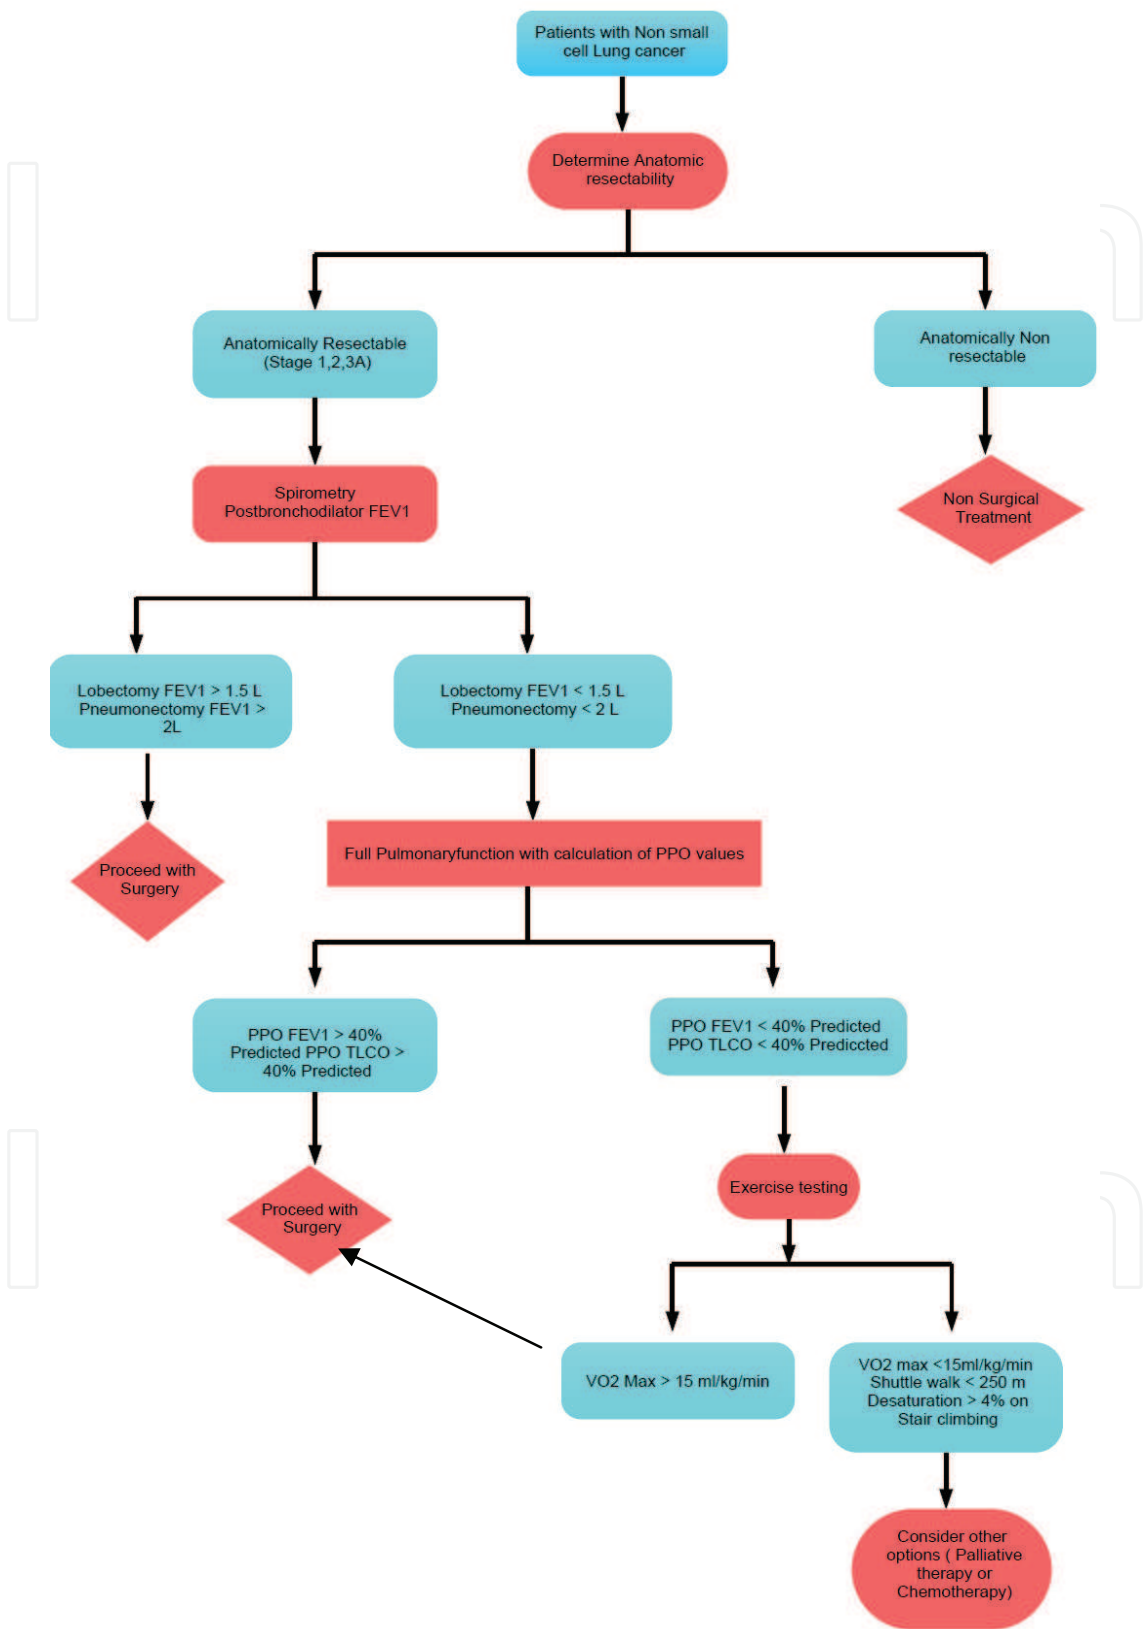 Patients with Non small
cell Lung cancer
Determine Anatomic
resectability
Anatomically Resectable
(Stage 1,2,3A)
Anatomically Non
resectable
Spirometry
Postbronchodilator FEV1
Non Surgical
Treatment
Lobectomy FEV1 > 1.5 L
Pneumonectomy FEV1 >
2L
Lobectomy FEV1 < 1.5 L
Pneumonectomy < 2 L
Proceed with
Surgery
Full Pulmonaryfunction with calculation of PPO values
PPO FEV1 > 40%
Predicted PPO TLCO >
40% Predicted
PPO FEV1 < 40% Predicted
PPO TLCO < 40% Prediccted
Exercise testing
Proceed with
Surgery
VO2 Max > 15 ml/kg/min
VO2 max <15ml/kg/min
Shuttle walk < 250 m
Desaturation > 4% on
Stair climbing
Consider other
options ( Palliative
therapy or
Chemotherapy)